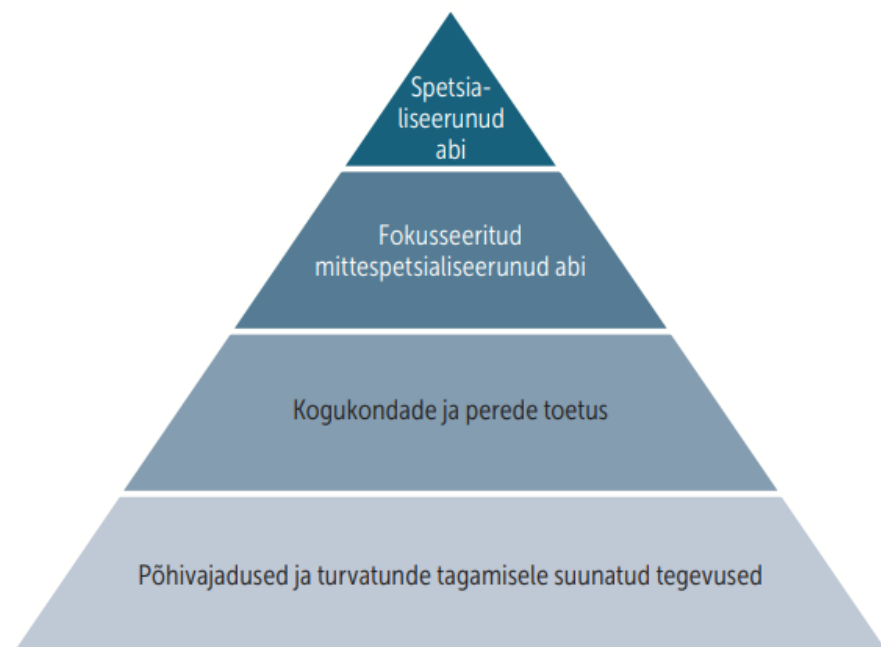 Spetsia-
liseerunud
abi
Fokusseeritud
mittespetsialiseerunud abi
Kogukondade ja perede toetus
Põhivajadused ja turvatunde tagamisele suunatud tegevused